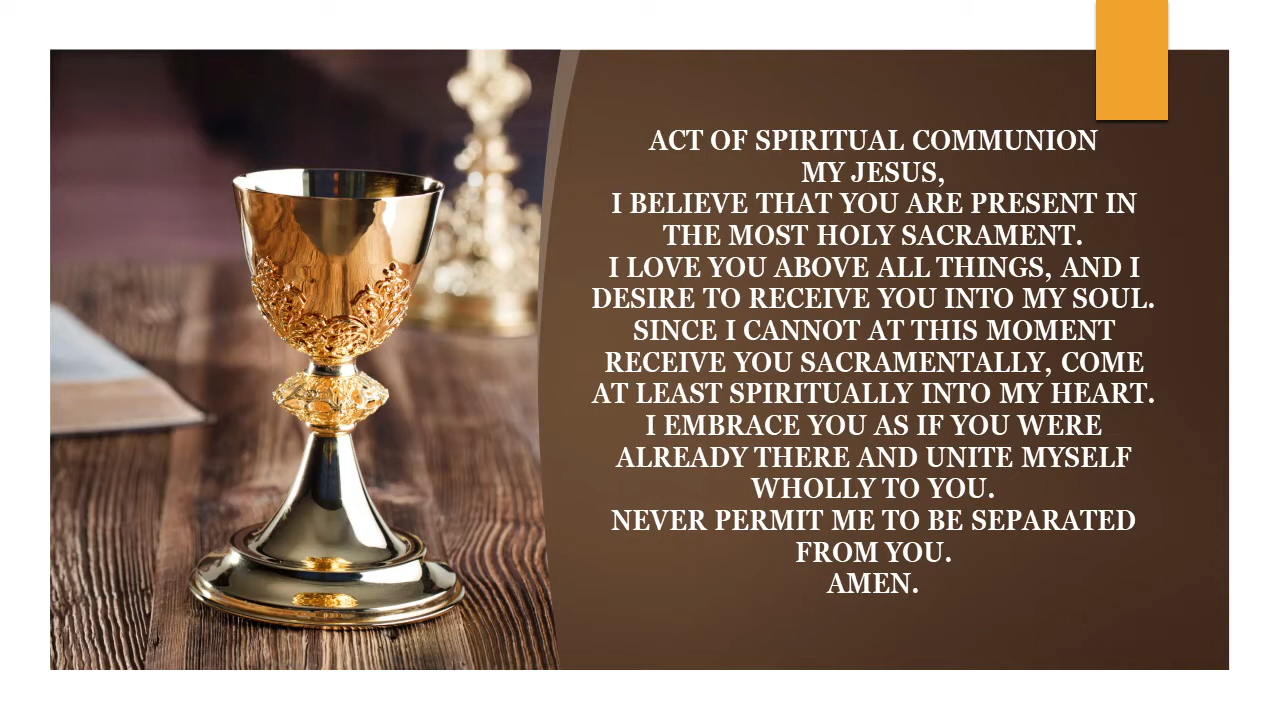 ACT OF SPIRITUAL COMMUNION
MY JESUS,
I BELIEVE THAT YOU ARE PRESENT IN
THE MOST HOLY SACRAMENT.
I LOVE YOU ABOVE ALL THINGS, AND I
DESIRE TO RECEIVE YOU INTO MY SOUL.
SINCE I CANNOT AT THIS MOMENT
RECEIVE YOU SACRAMENTALLY, COME
AT LEAST SPIRITUALLY INTO MY HEART.
I EMBRACE YOU AS IF YOU WERE
ALREADY THERE AND UNITE MYSELF
WHOLLY TO YOU.
NEVER PERMIT ME TO BE SEPARATED
FROM YOU.
AMEN.